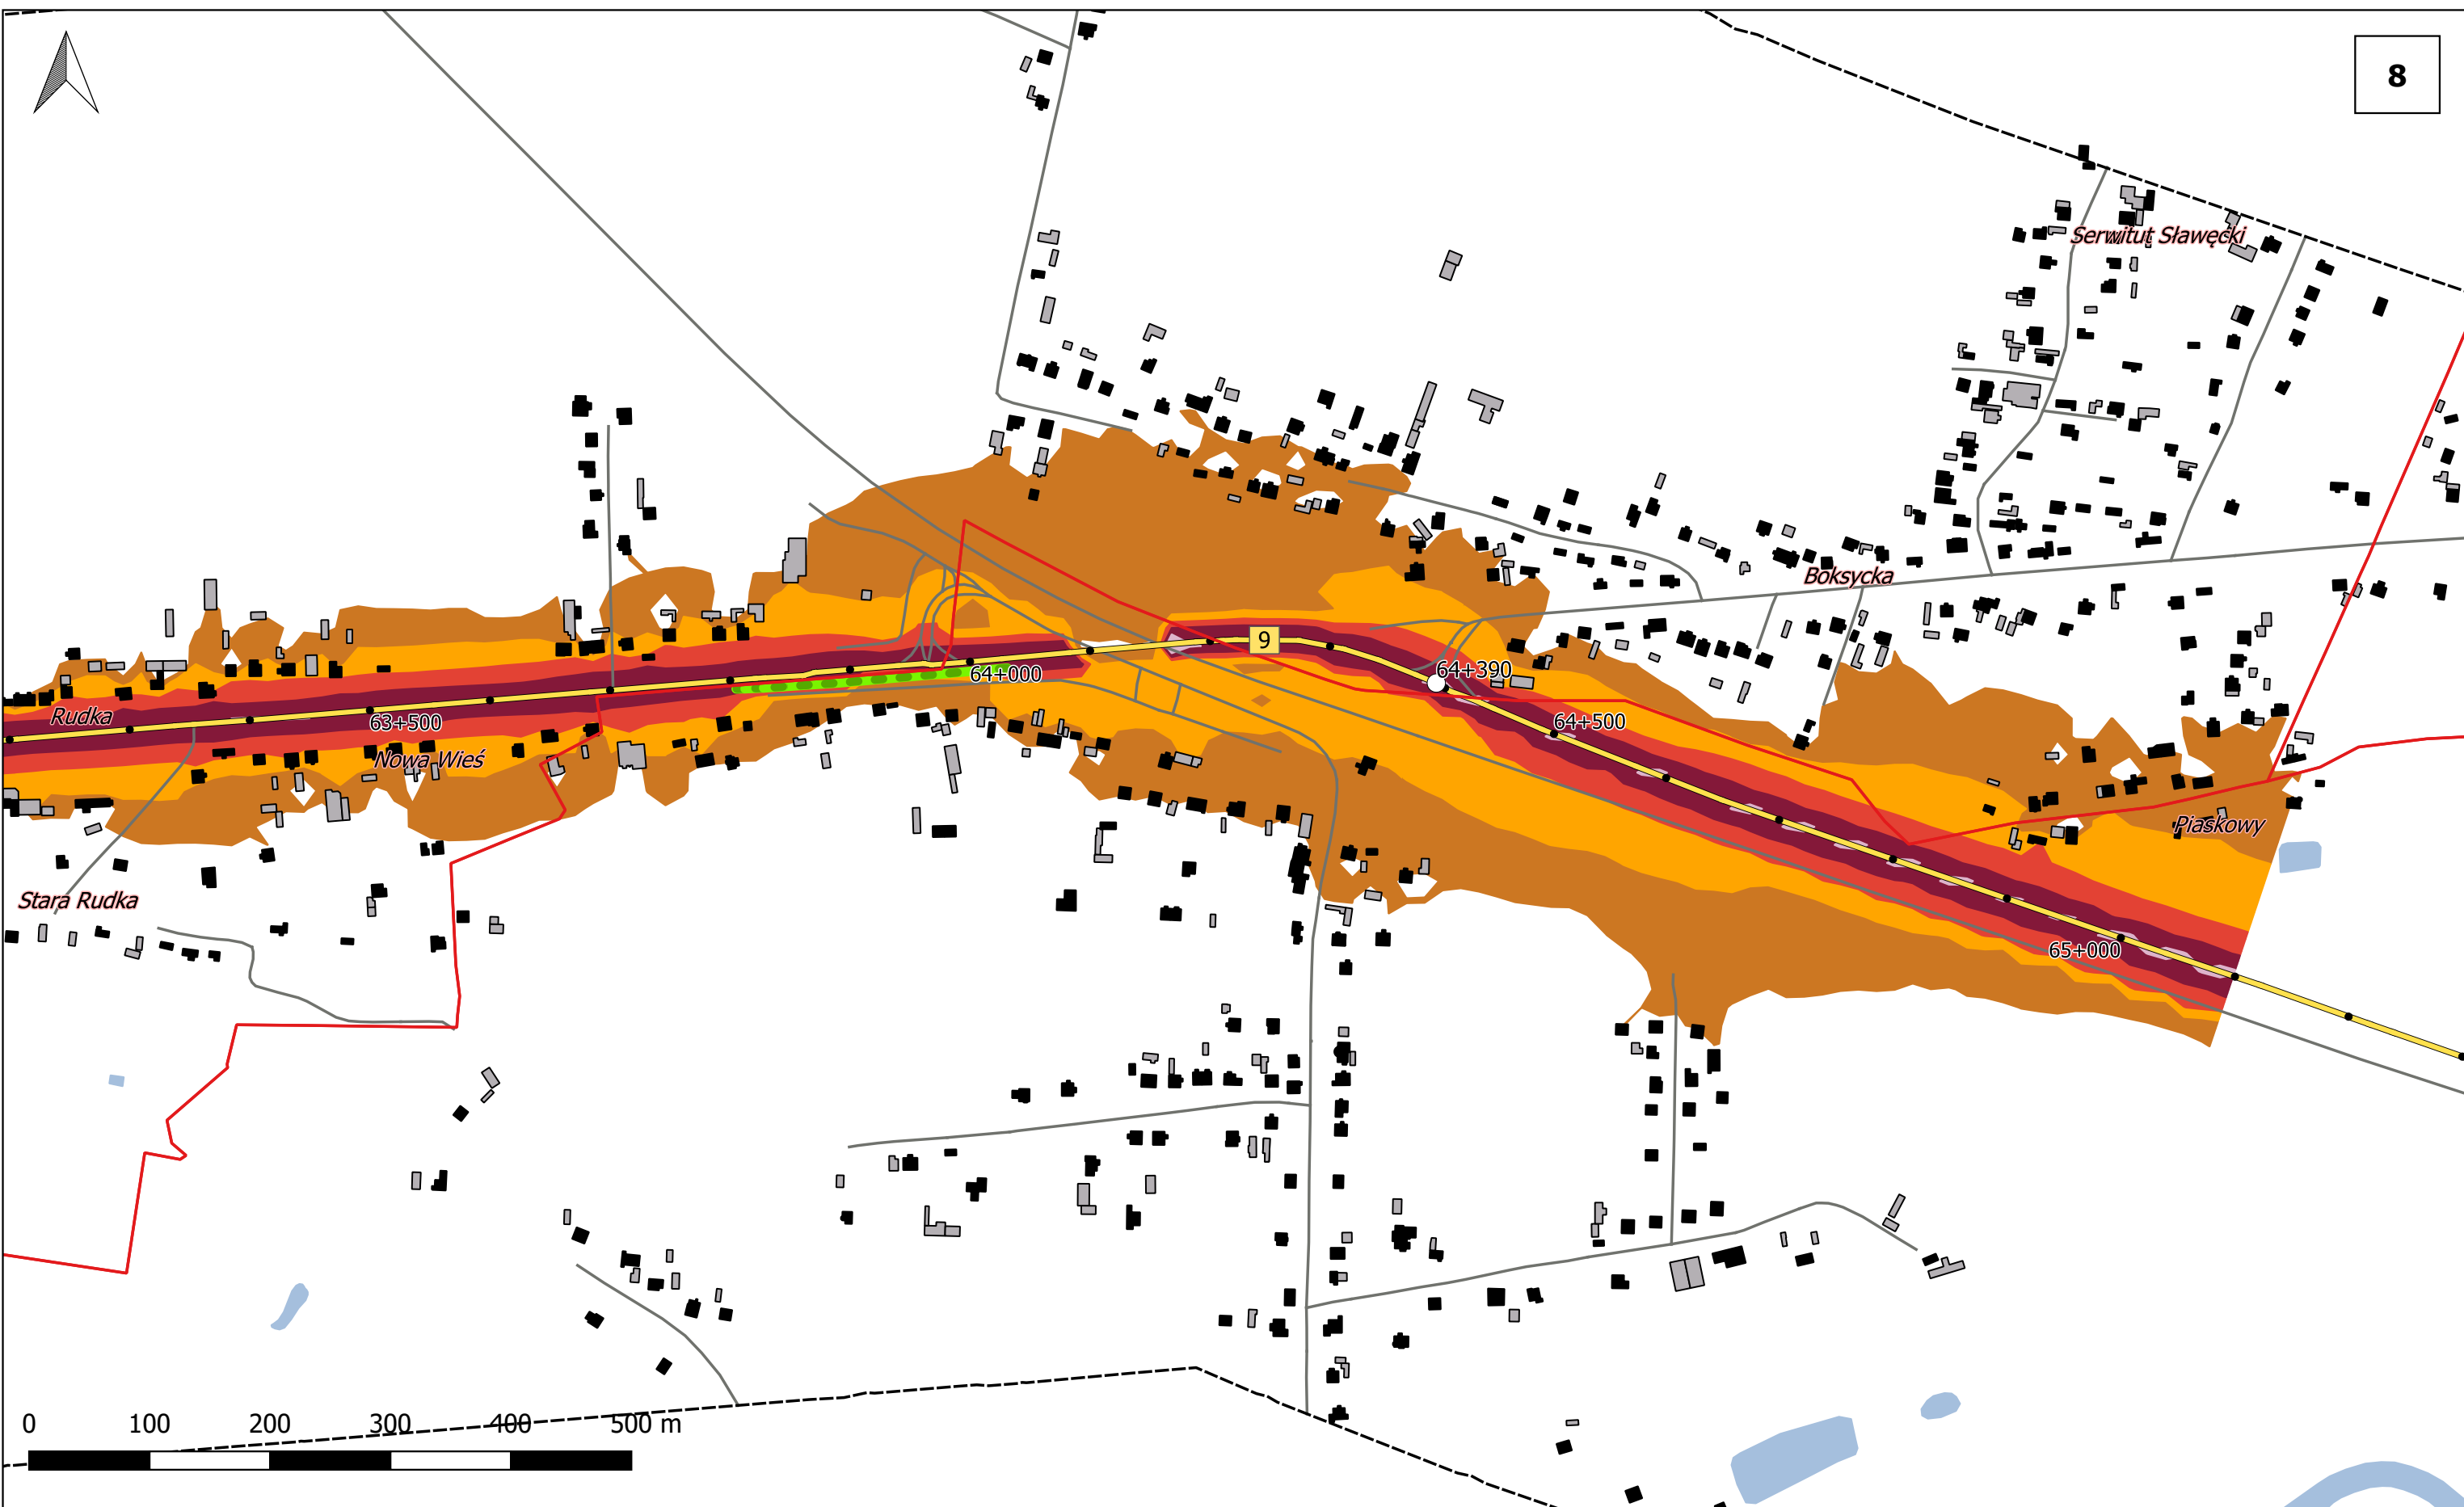 8
Serwitut Sławęcki
Boksycka
9
64+390
64+000
Rudka
63+500
64+500
Nowa Wieś
Piaskowy
Stara Rudka
65+000
0 100 200 300 400 500 m